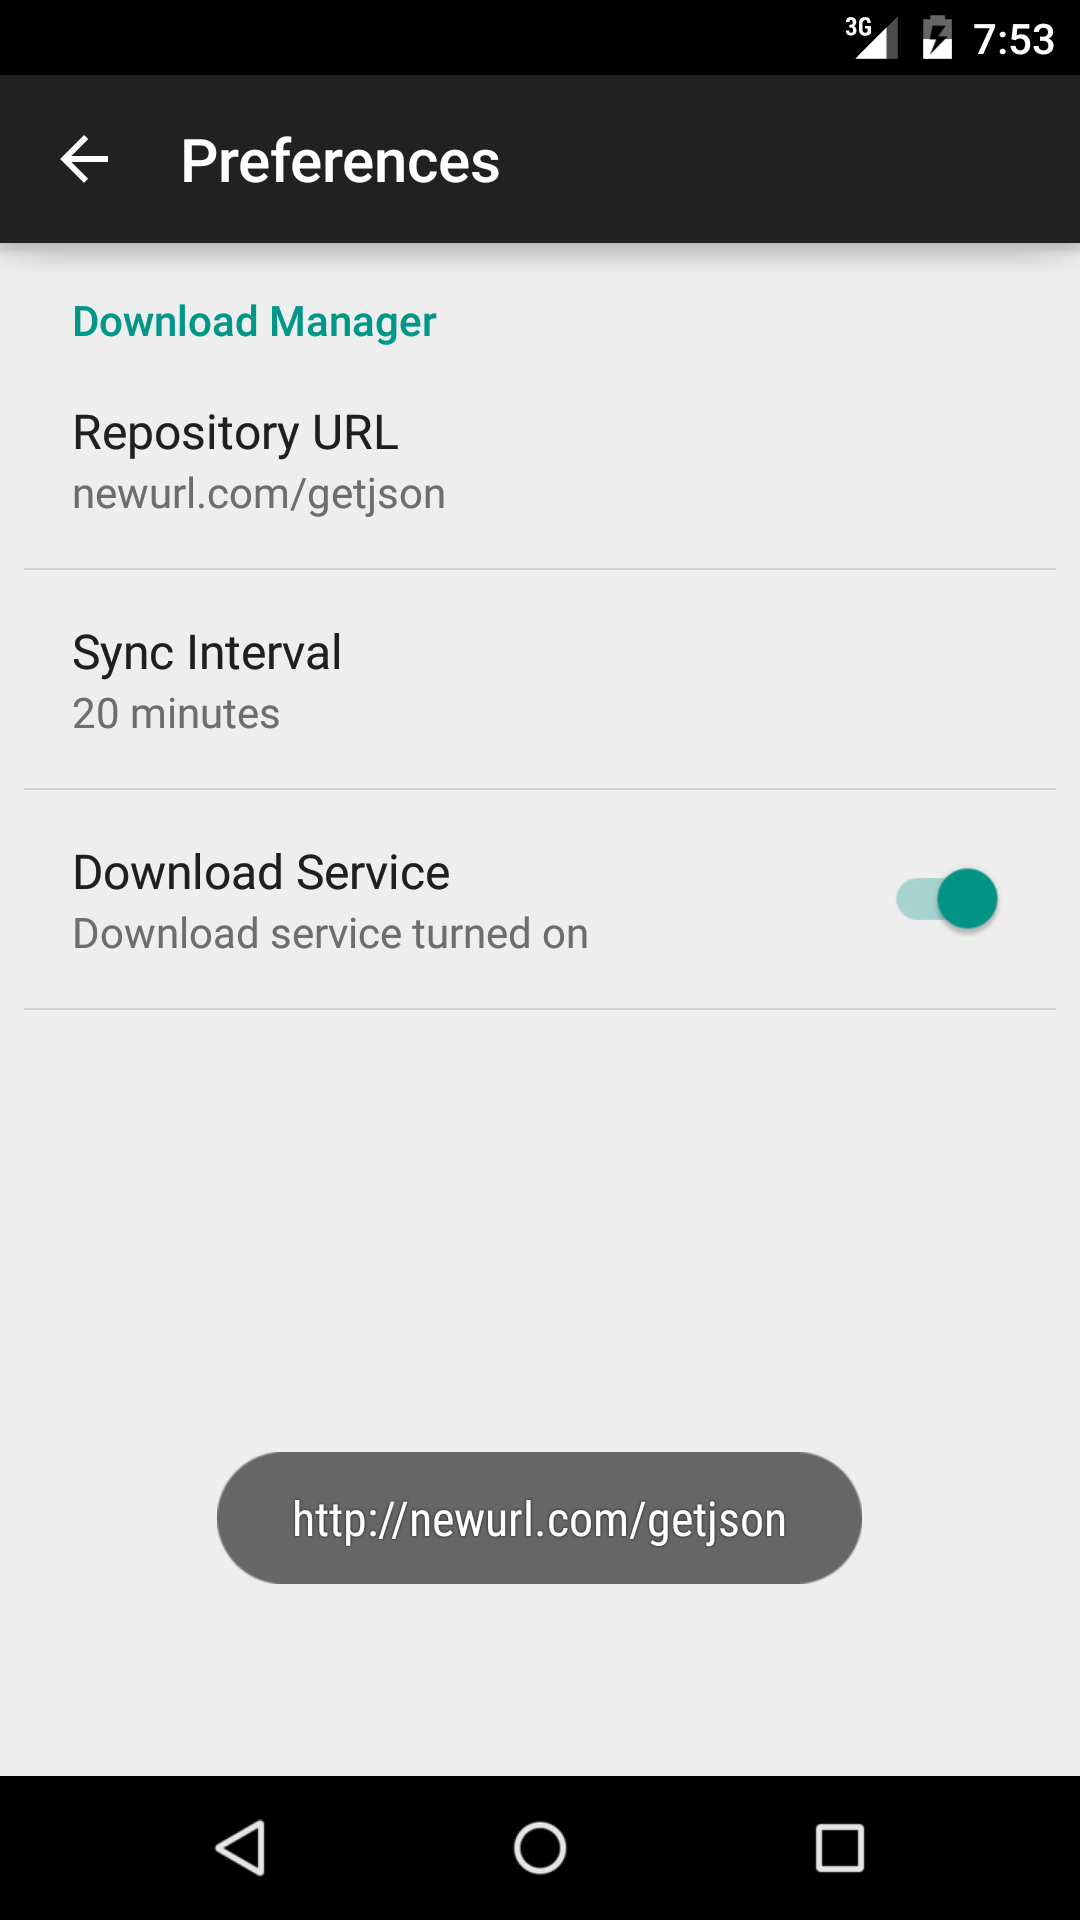 3G 7:53
Preferences
Download Manager
Repository URL
newurl.com/getjson
Sync Interval
20 minutes
Download Service
Download service turned on
http://newurl.com/getjson